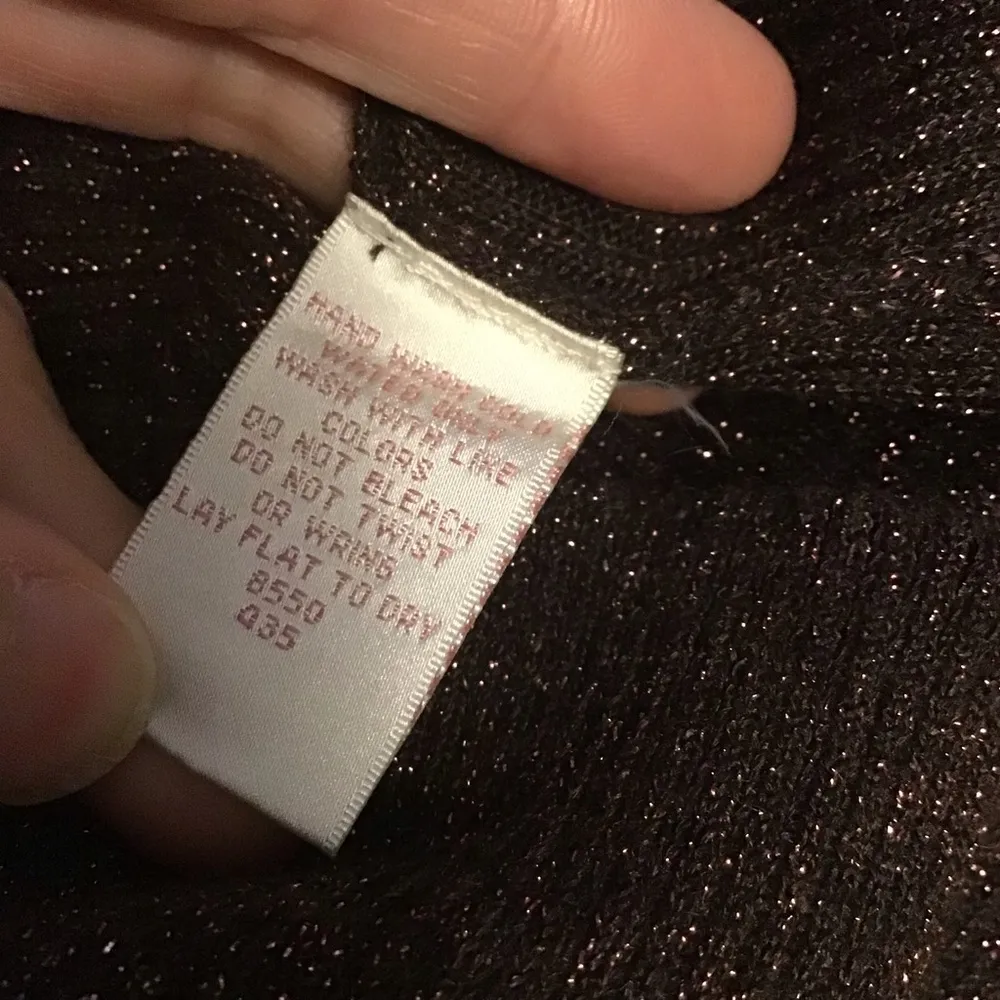 HAND WASH COLD
WATER ONLY
WASH WITH LIKE
COLORS
DO NOT BLEACH
DO NOT TWIST
OR WRING
LAY FLAT TO DRY
8550
Q35